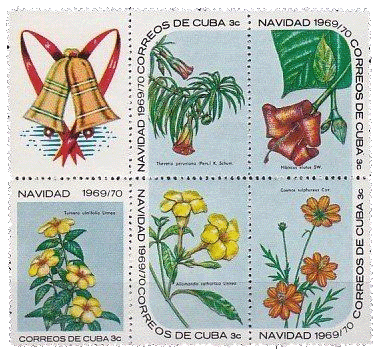 CORREOS DE CUBA 3c
NAVIDAD 1969/70
Thevetia peruviana (Pers.) K. Schum.
NAVIDAD 1969/70
CORREOS DE CUBA 3c
Hibiscus elatus SW.
NAVIDAD 1969/70
Turnera ulmifolia Linnea
CORREOS DE CUBA 3c
NAVIDAD 1969/70
Allamanda cathartica Linnea
CORREOS DE CUBA 3c
Cosmos sulphureus Cav.
CORREOS DE CUBA 3c
NAVIDAD 1969/70